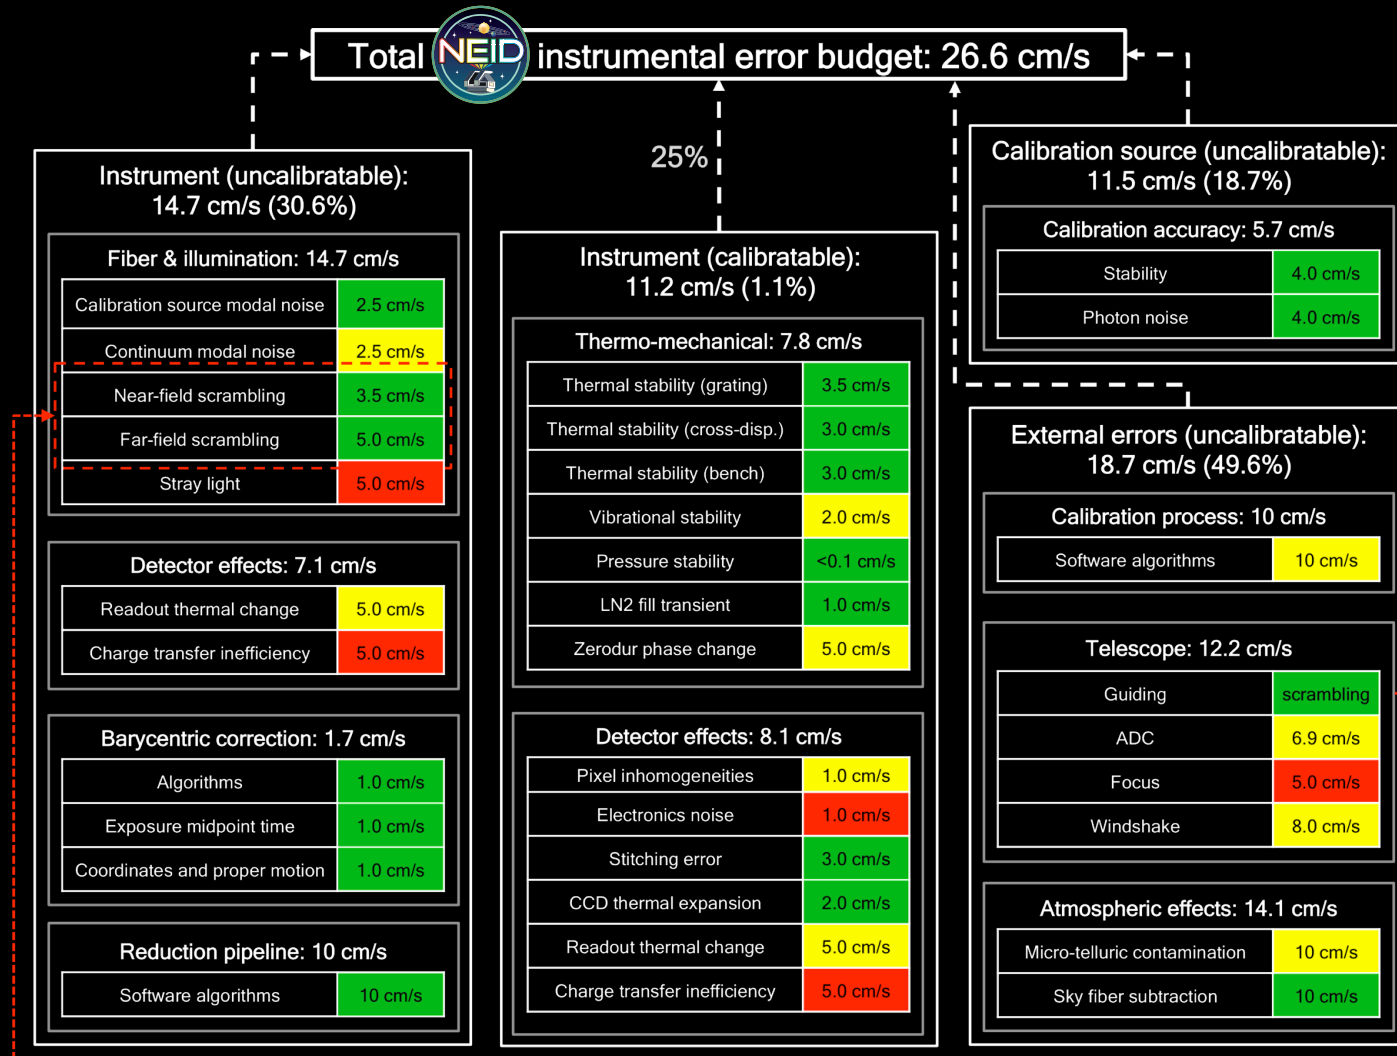 Total NEID instrumental error budget: 26.6 cm/s
25%
Instrument (uncalibratable):
14.7 cm/s (30.6%)
Fiber & illumination: 14.7 cm/s
Calibration source modal noise 2.5 cm/s
Continuum modal noise 2.5 cm/s
Near-field scrambling 3.5 cm/s
Far-field scrambling 5.0 cm/s
Stray light 5.0 cm/s
Detector effects: 7.1 cm/s
Readout thermal change 5.0 cm/s
Charge transfer inefficiency 5.0 cm/s
Barycentric correction: 1.7 cm/s
Algorithms 1.0 cm/s
Exposure midpoint time 1.0 cm/s
Coordinates and proper motion 1.0 cm/s
Reduction pipeline: 10 cm/s
Software algorithms 10 cm/s
Instrument (calibratable):
11.2 cm/s (1.1%)
Thermo-mechanical: 7.8 cm/s
Thermal stability (grating) 3.5 cm/s
Thermal stability (cross-disp.) 3.0 cm/s
Thermal stability (bench) 3.0 cm/s
Vibrational stability 2.0 cm/s
Pressure stability <0.1 cm/s
LN2 fill transient 1.0 cm/s
Zerodur phase change 5.0 cm/s
Detector effects: 8.1 cm/s
Pixel inhomogeneities 1.0 cm/s
Electronics noise 1.0 cm/s
Stitching error 3.0 cm/s
CCD thermal expansion 2.0 cm/s
Readout thermal change 5.0 cm/s
Charge transfer inefficiency 5.0 cm/s
Calibration source (uncalibratable):
11.5 cm/s (18.7%)
Calibration accuracy: 5.7 cm/s
Stability 4.0 cm/s
Photon noise 4.0 cm/s
External errors (uncalibratable):
18.7 cm/s (49.6%)
Calibration process: 10 cm/s
Software algorithms 10 cm/s
Telescope: 12.2 cm/s
Guiding scrambling
ADC 6.9 cm/s
Focus 5.0 cm/s
Windshake 8.0 cm/s
Atmospheric effects: 14.1 cm/s
Micro-telluric contamination 10 cm/s
Sky fiber subtraction 10 cm/s